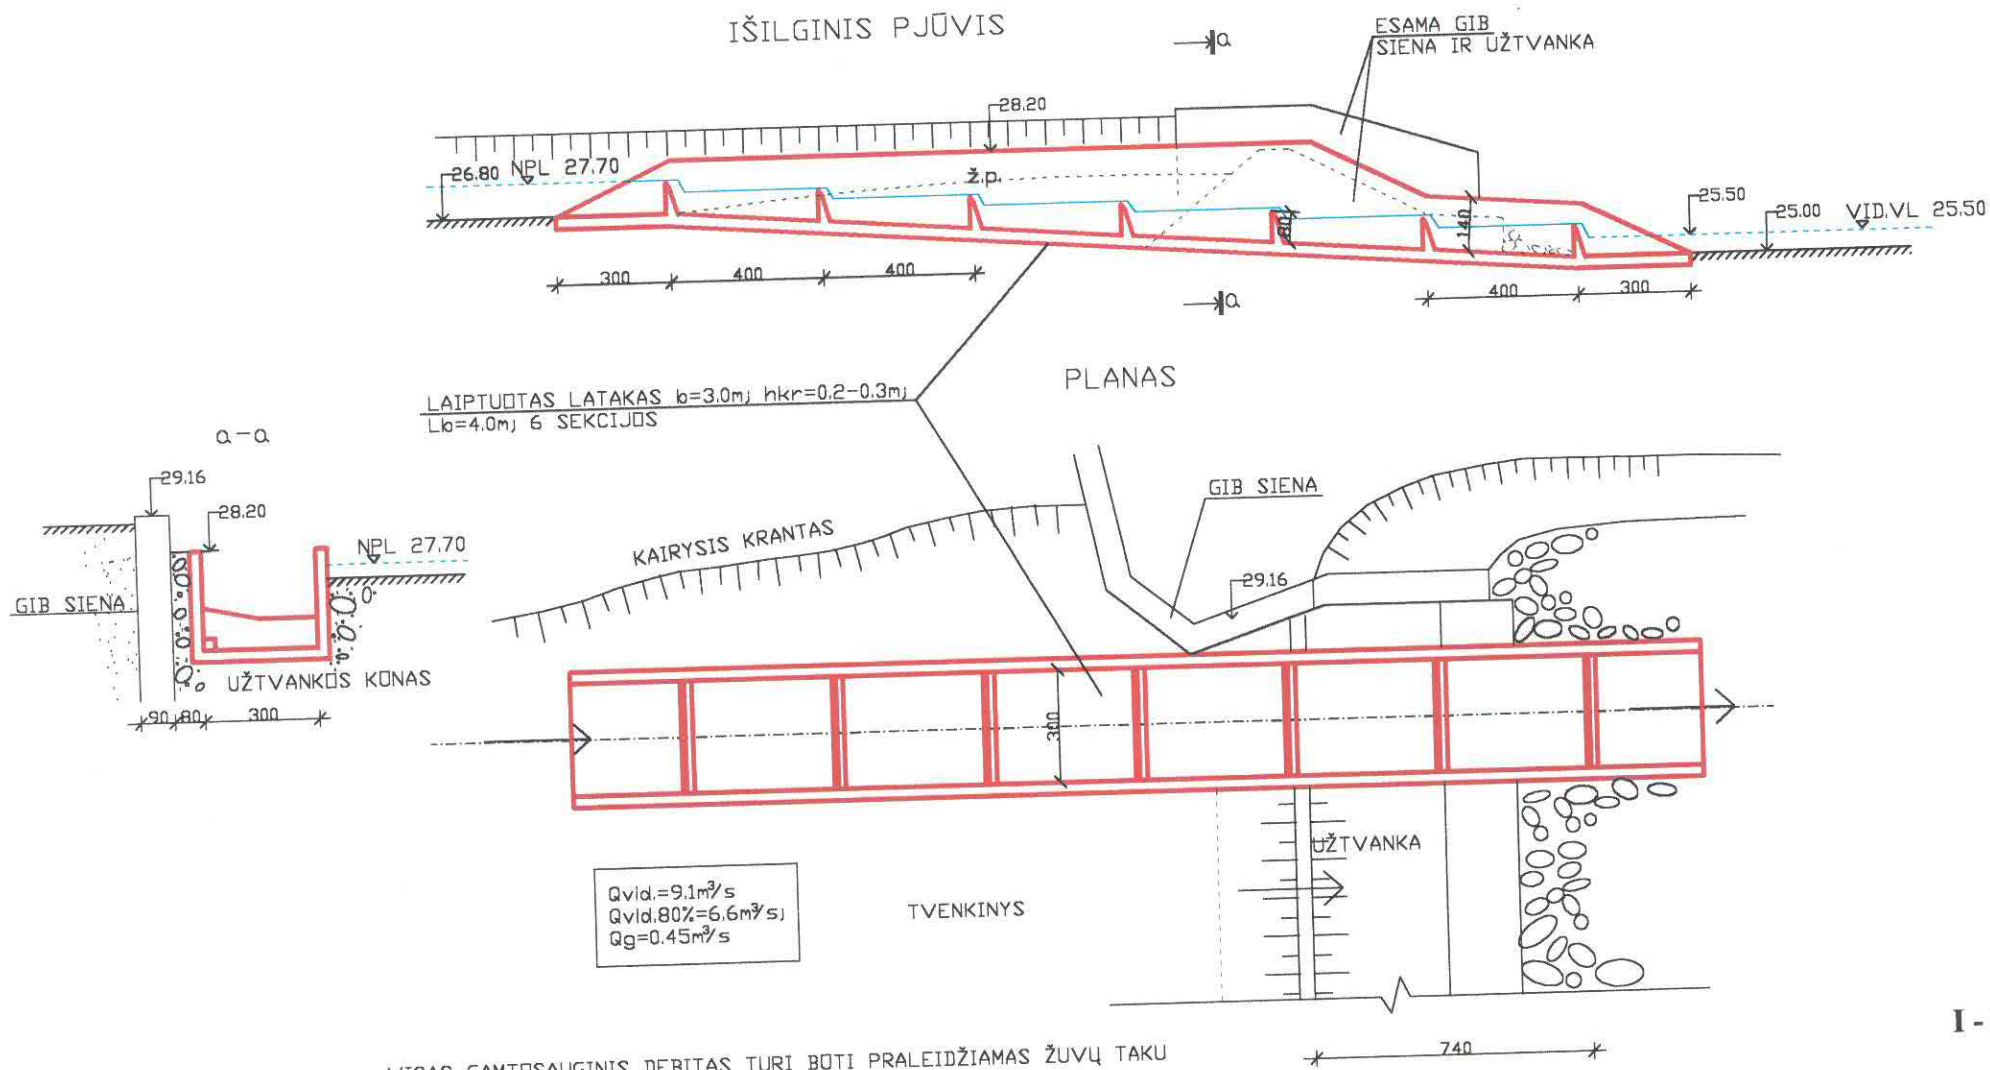 IŠILGINIS PJŪVIS
a
ESAMA GIB
SIENA IR UŽTVANKA
28.20
26.80 NPL 27.70
ž.p.
80
140
25.50
25.00 VID.VL 25.50
300
400
400
400
300
a
PLANAS
LAIPTUOTAS LATAKAS b=3.0m; hkr=0.2-0.3m;
Lb=4.0m; 6 SEKCIJOS
a-a
29.16
28.20
NPL 27.70
GIB SIENA
UŽTVANKOS KŪNAS
90 80 300
KAIRYSIS KRANTAS
GIB SIENA
29.16
300
UŽTVANKA
TVENKINYS
Qvid.=9.1m³/s
Qvid.80%=6.6m³/s;
Qg=0.45m³/s
I -
740
VISAS GAMTOSAUGINIS DEBITAS TURI BŪTI PRALEIDŽIAMAS ŽUVŲ TAKU